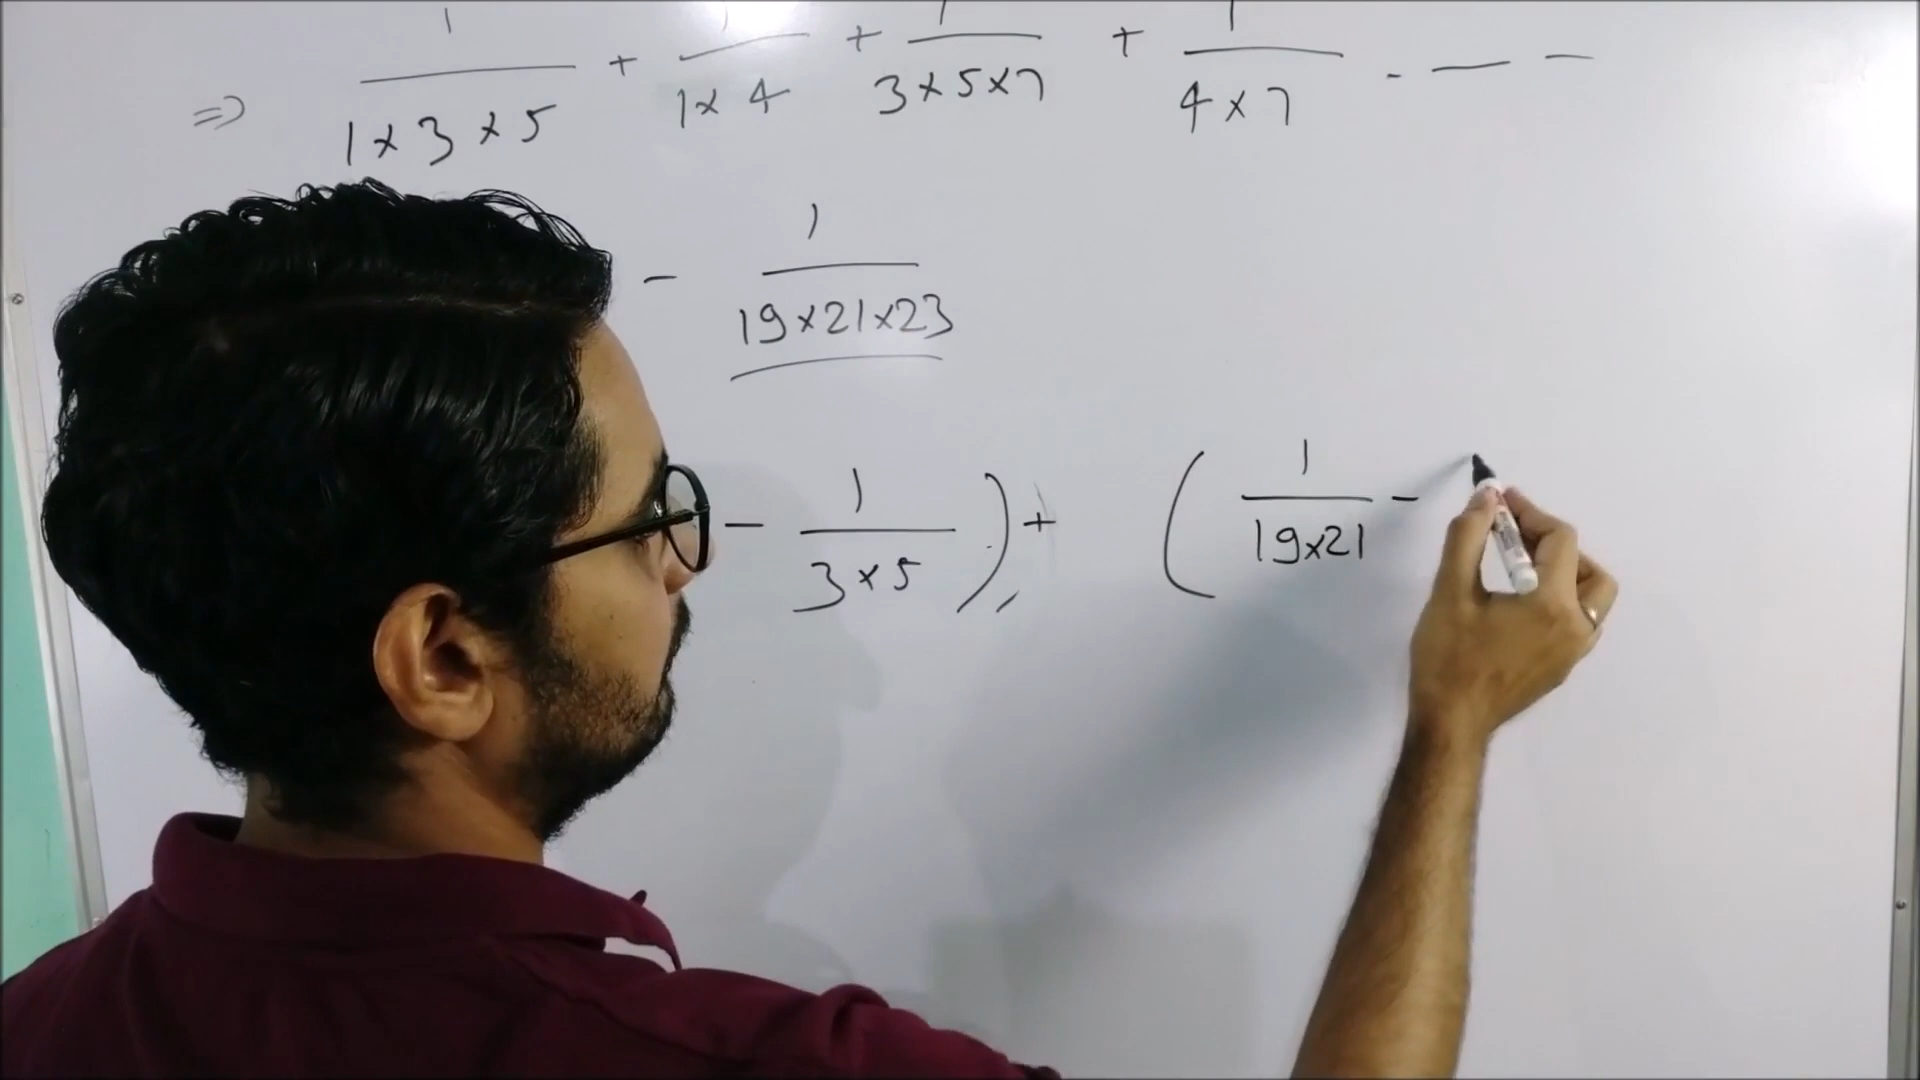 ⇒ 1/(1×3×5) + 1/(1×4) + 1/(3×5×7) + 1/(4×7) - — —
- 1/(19×21×23)
- 1/(3×5) ) + ( 1/(19×21) -